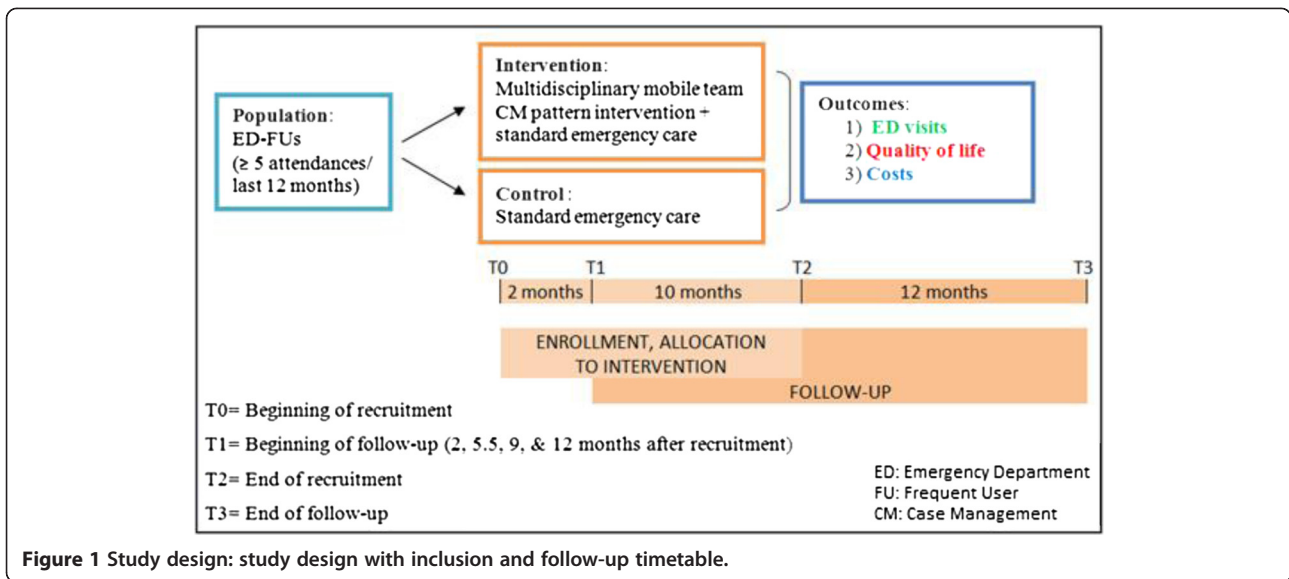 Population:
ED-FUs
(≥ 5 attendances/
last 12 months)
Intervention:
Multidisciplinary mobile team
CM pattern intervention +
standard emergency care
Control:
Standard emergency care
Outcomes:
1) ED visits
2) Quality of life
3) Costs
T0 T1 T2 T3
2 months 10 months 12 months
ENROLLMENT, ALLOCATION
TO INTERVENTION
FOLLOW-UP
T0= Beginning of recruitment
T1= Beginning of follow-up (2, 5.5, 9, & 12 months after recruitment)
T2= End of recruitment
T3= End of follow-up
ED: Emergency Department
FU: Frequent User
CM: Case Management
Figure 1 Study design: study design with inclusion and follow-up timetable.